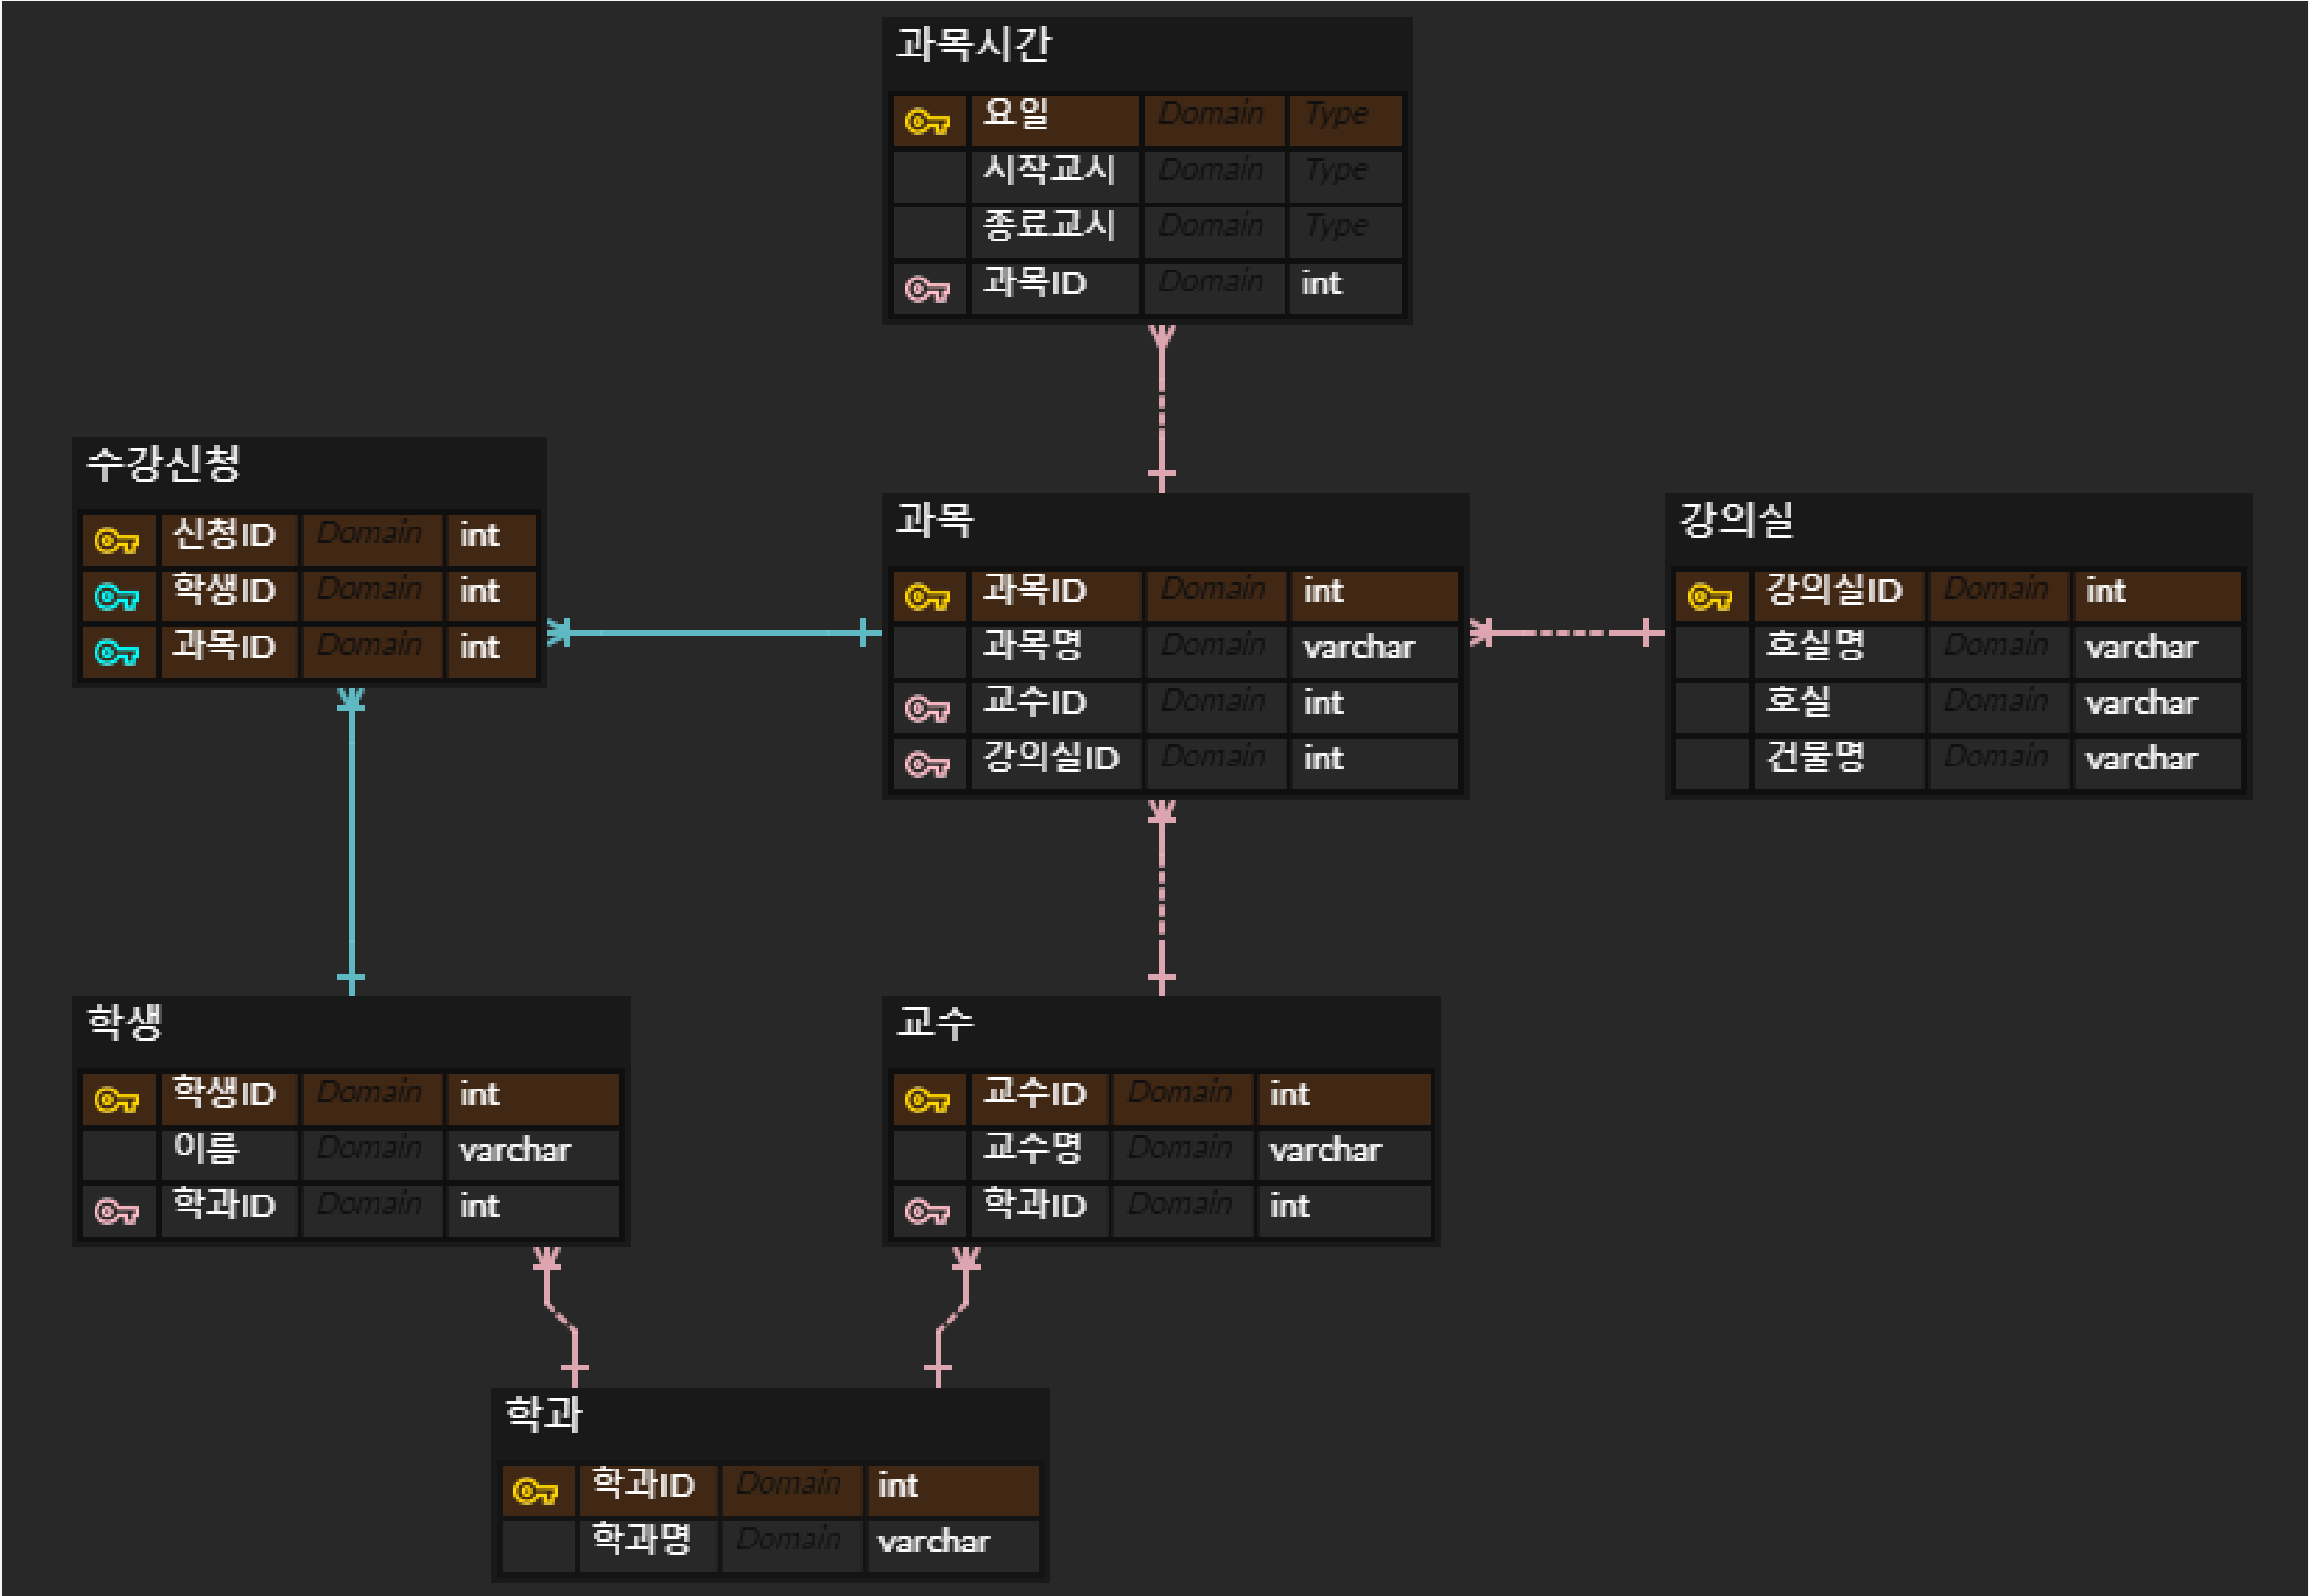 과목시간
요일 Domain Type
시작교시 Domain Type
종료교시 Domain Type
과목ID Domain int
수강신청
신청ID Domain int
학생ID Domain int
과목ID Domain int
과목
과목ID Domain int
과목명 Domain varchar
교수ID Domain int
강의실ID Domain int
강의실
강의실ID Domain int
호실명 Domain varchar
호실 Domain varchar
건물명 Domain varchar
학생
학생ID Domain int
이름 Domain varchar
학과ID Domain int
교수
교수ID Domain int
교수명 Domain varchar
학과ID Domain int
학과
학과ID Domain int
학과명 Domain varchar